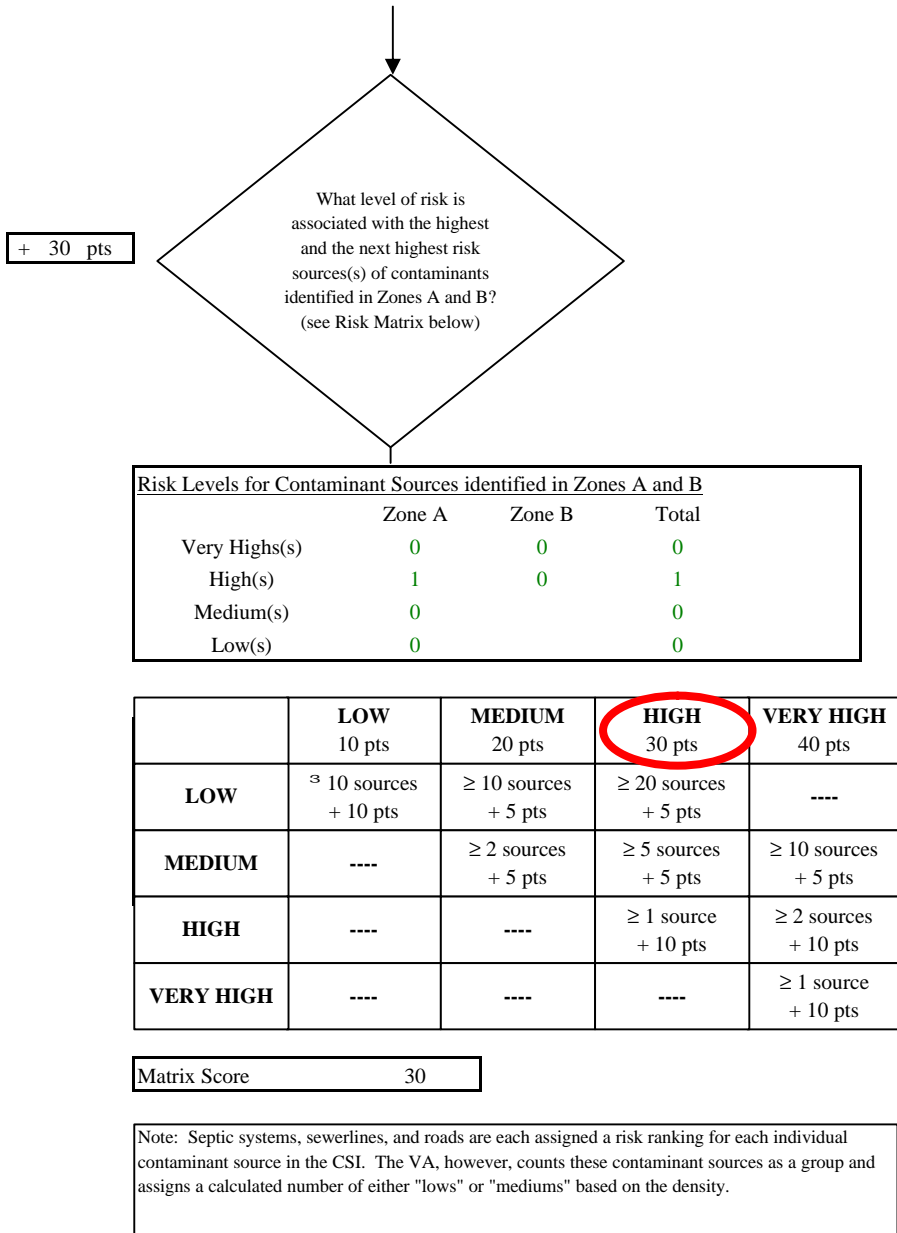 What level of risk is
associated with the highest
and the next highest risk
sources(s) of contaminants
identified in Zones A and B?
(see Risk Matrix below)
+ 30 pts
Risk Levels for Contaminant Sources identified in Zones A and B
Zone A Zone B Total
Very Highs(s) 0 0 0
High(s) 1 0 1
Medium(s) 0 0
Low(s) 0 0
LOW MEDIUM HIGH VERY HIGH
10 pts 20 pts 30 pts 40 pts
LOW ³ 10 sources ≥ 10 sources ≥ 20 sources ----
+ 10 pts + 5 pts + 5 pts
MEDIUM ---- ≥ 2 sources ≥ 5 sources ≥ 10 sources
+ 5 pts + 5 pts + 5 pts
HIGH ---- ---- ≥ 1 source ≥ 2 sources
+ 10 pts + 10 pts
VERY HIGH ---- ---- ---- ≥ 1 source
+ 10 pts
Matrix Score 30
Note: Septic systems, sewerlines, and roads are each assigned a risk ranking for each individual
contaminant source in the CSI. The VA, however, counts these contaminant sources as a group and
assigns a calculated number of either "lows" or "mediums" based on the density.